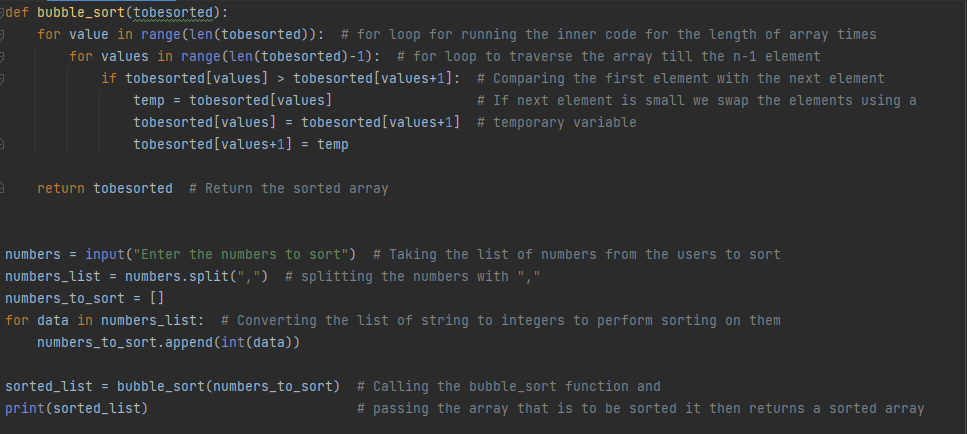 def bubble_sort(tobesorted):
    for value in range(len(tobesorted)):  # for loop for running the inner code for the length of array times
        for values in range(len(tobesorted)-1):  # for loop to traverse the array till the n-1 element
            if tobesorted[values] > tobesorted[values+1]:  # Comparing the first element with the next element
                temp = tobesorted[values]                  # If next element is small we swap the elements using a
                tobesorted[values] = tobesorted[values+1]  # temporary variable
                tobesorted[values+1] = temp
    return tobesorted  # Return the sorted array
numbers = input("Enter the numbers to sort")  # Taking the list of numbers from the users to sort
numbers_list = numbers.split(",")  # splitting the numbers with ","
numbers_to_sort = []
for data in numbers_list:  # Converting the list of string to integers to perform sorting on them
    numbers_to_sort.append(int(data))
sorted_list = bubble_sort(numbers_to_sort)  # Calling the bubble_sort function and
print(sorted_list)                          # passing the array that is to be sorted it then returns a sorted array